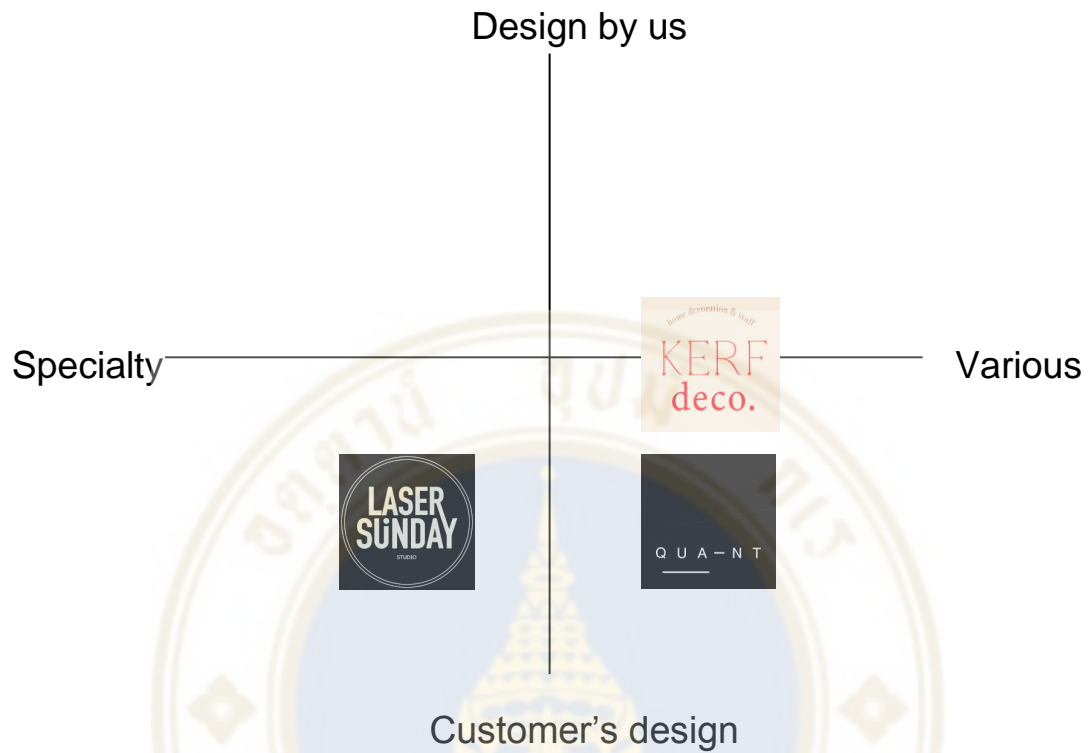 Design by us
Specialty
Various
home decoration & stuff
KERF
deco.
LASER
SUNDAY
STUDIO
QUA—NT
Customer’s design